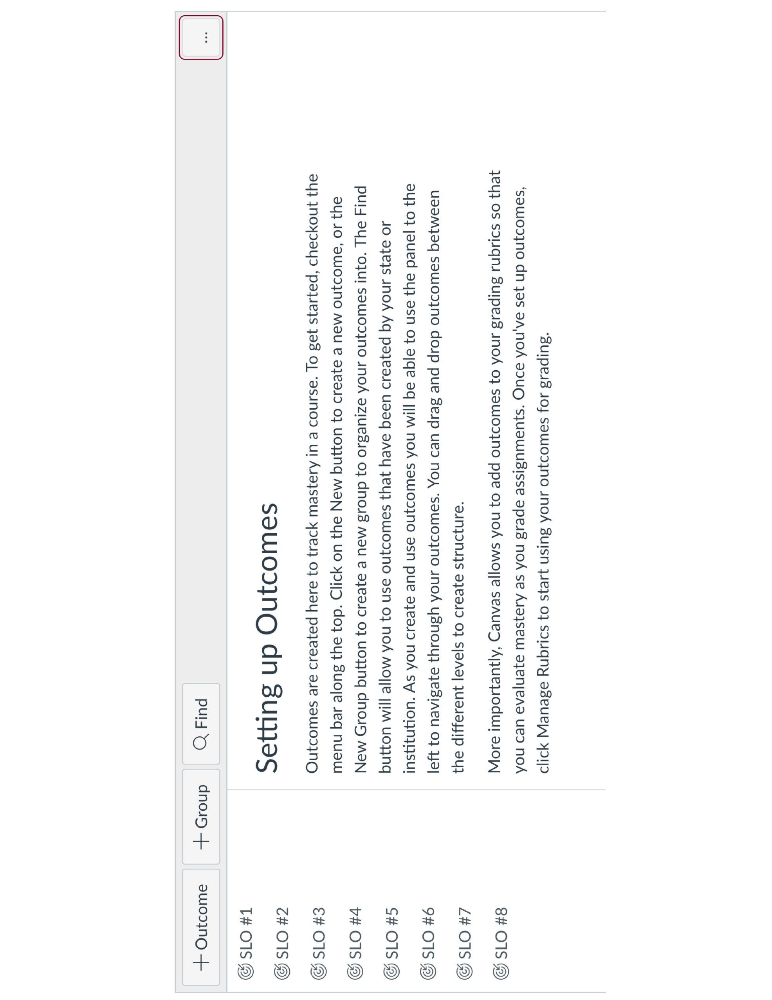 + Outcome + Group Find ...
SLO #1
SLO #2
SLO #3
SLO #4
SLO #5
SLO #6
SLO #7
SLO #8
Setting up Outcomes
Outcomes are created here to track mastery in a course. To get started, checkout the
menu bar along the top. Click on the New button to create a new outcome, or the
New Group button to create a new group to organize your outcomes into. The Find
button will allow you to use outcomes that have been created by your state or
institution. As you create and use outcomes you will be able to use the panel to the
left to navigate through your outcomes. You can drag and drop outcomes between
the different levels to create structure.
More importantly, Canvas allows you to add outcomes to your grading rubrics so that
you can evaluate mastery as you grade assignments. Once you've set up outcomes,
click Manage Rubrics to start using your outcomes for grading.